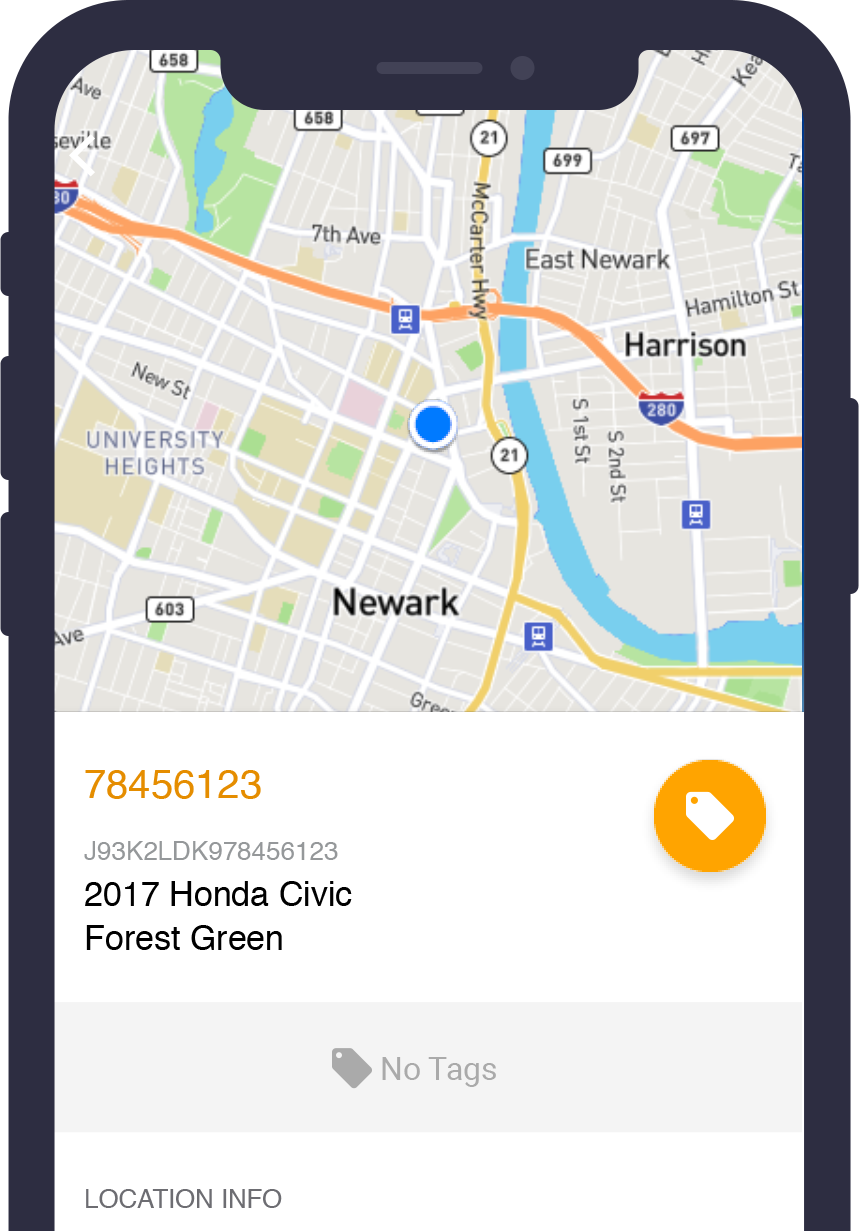 658
Ave
658
21
697
699
seville
80
McCarter Hwy
7th Ave
East Newark
Hamilton St
Harrison
New St
280
S 1st St
S 2nd St
UNIVERSITY
HEIGHTS
21
Newark
603
Ave
78456123
J93K2LDK978456123
2017 Honda Civic
Forest Green
No Tags
LOCATION INFO